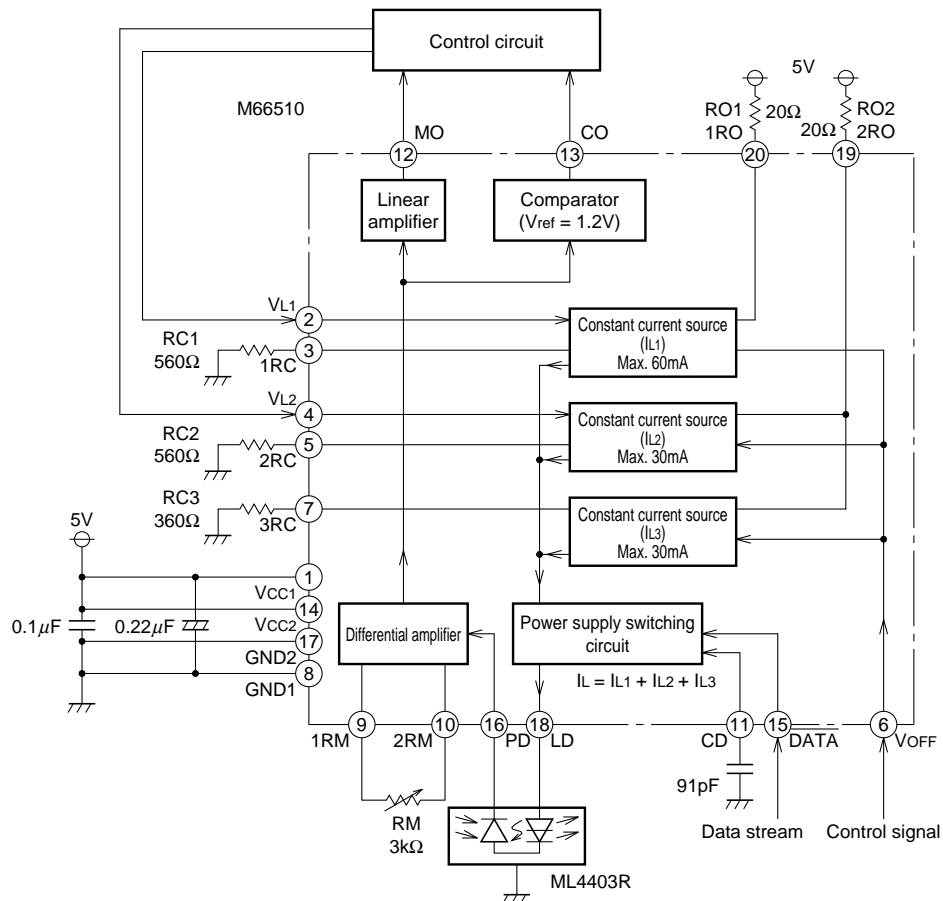 Control circuit
5V
M66510
RO1
1RO
20Ω
20Ω
RO2
2RO
MO
CO
12
13
20
19
Linear
amplifier
Comparator
(Vref = 1.2V)
VL1
2
Constant current source
(IL1)
Max. 60mA
RC1
560Ω
3
1RC
VL2
4
Constant current source
(IL2)
Max. 30mA
RC2
560Ω
5
2RC
RC3
360Ω
7
3RC
Constant current source
(IL3)
Max. 30mA
5V
1
VCC1
14
VCC2
0.1μF
0.22μF
17
GND2
8
GND1
Differential amplifier
Power supply switching
circuit
IL = IL1 + IL2 + IL3
9
10
16
18
11
15
6
1RM
2RM
PD
LD
CD
DATA
VOFF
91pF
RM
3kΩ
Data stream
Control signal
ML4403R